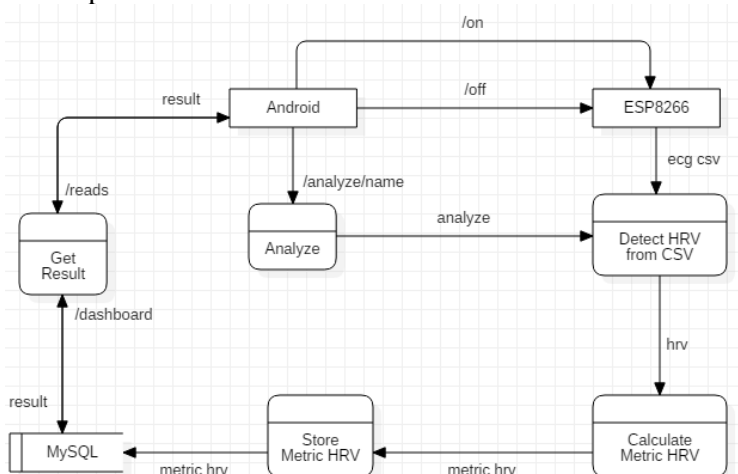 /on
result
Android
/off
ESP8266
ecg csv
/reads
/analyze/name
analyze
Get
Result
Analyze
Detect HRV
from CSV
/dashboard
hrv
result
MySQL
metric hrv
Store
Metric HRV
metric hrv
Calculate
Metric HRV